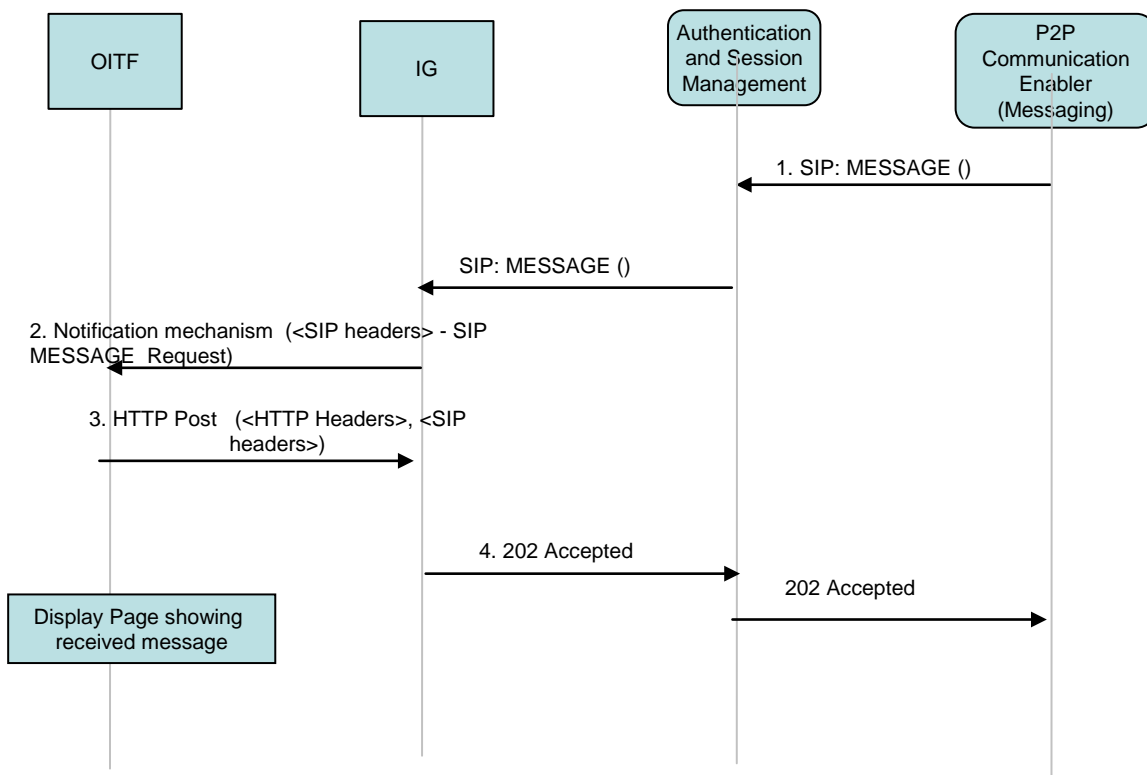 OITF
IG
Authentication
and Session
Management
P2P
Communication
Enabler
(Messaging)
1. SIP: MESSAGE ()
SIP: MESSAGE ()
2. Notification mechanism (<SIP headers> - SIP
MESSAGE Request)
3. HTTP Post (<HTTP Headers>, <SIP
headers>)
4. 202 Accepted
202 Accepted
Display Page showing
received message